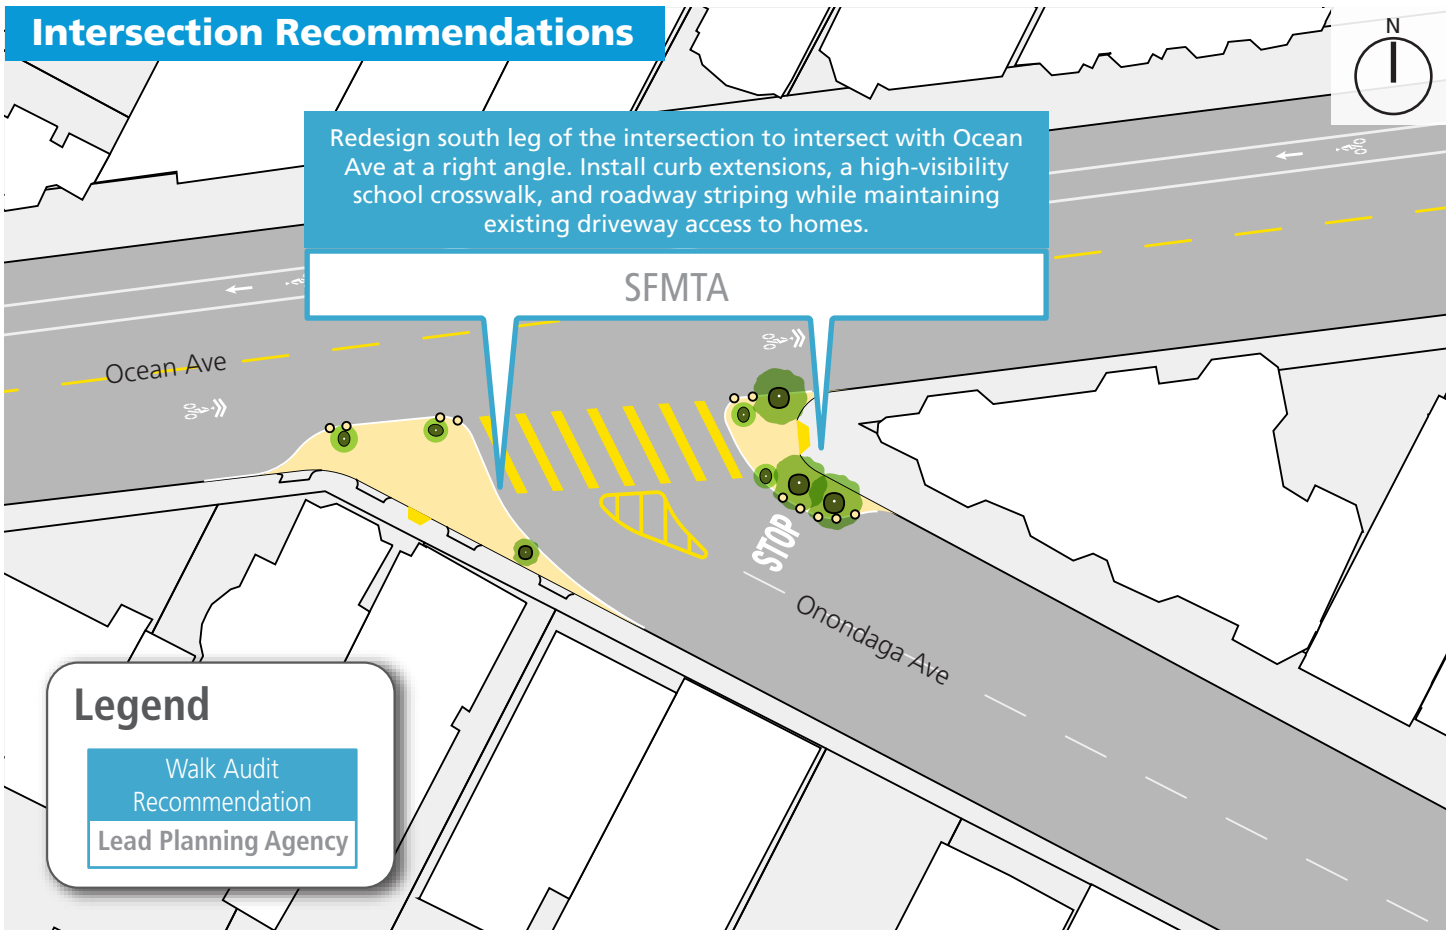 Intersection Recommendations
N
Redesign south leg of the intersection to intersect with Ocean
Ave at a right angle. Install curb extensions, a high-visibility
school crosswalk, and roadway striping while maintaining
existing driveway access to homes.
SFMTA
Ocean Ave
STOP
Onondaga Ave
Legend
Walk Audit
Recommendation
Lead Planning Agency